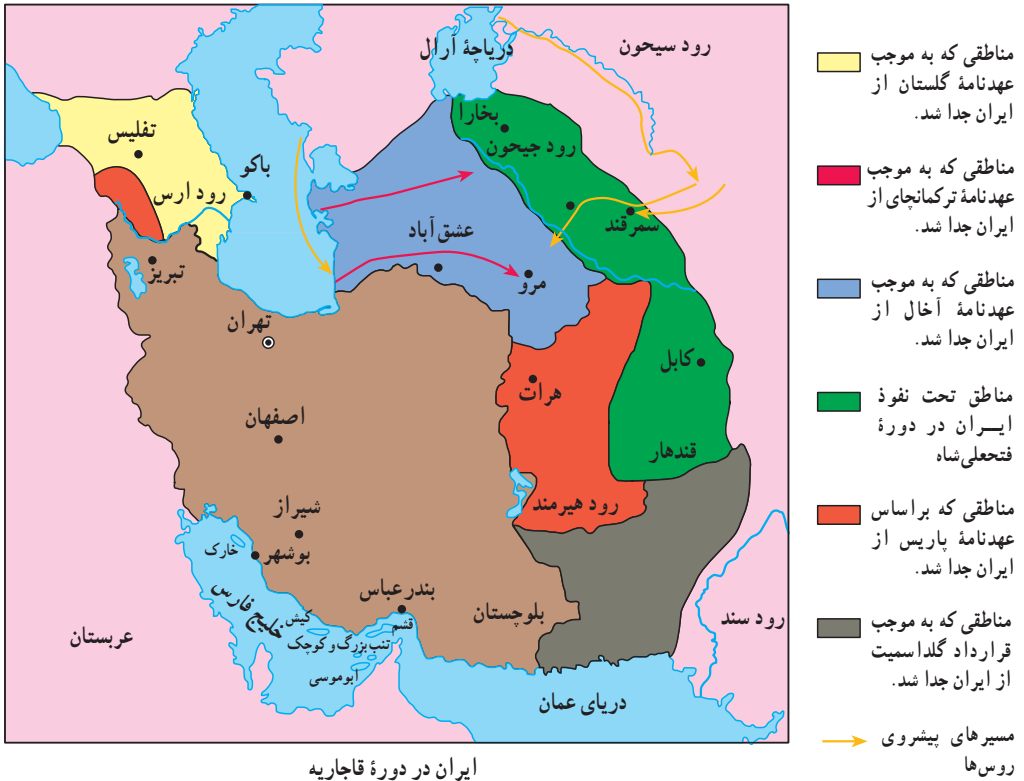 دریاچهٔ آرال
رود سیحون
بخارا
رود جیحون
تفلیس
باکو
رود ارس
سمرقند
عشق‌آباد
مرو
تبریز
تهران
کابل
هرات
اصفهان
قندهار
شیراز
رود هیرمند
بوشهر
خارک
بندرعباس
خلیج فارس
کیش
قشم
تنب‌بزرگ و کوچک
ابوموسی
بلوچستان
رود سند
عربستان
دریای عمان
مناطقی که به موجب
عهدنامهٔ گلستان از
ایران جدا شد.
مناطقی که به موجب
عهدنامهٔ ترکمانچای از
ایران جدا شد.
مناطقی که به موجب
عهدنامهٔ آخال از
ایران جدا شد.
مناطق تحت نفوذ
ایـــران در دورهٔ
فتحعلی‌شاه
مناطقی که براساس
عهدنامهٔ پاریس از
ایران جدا شد.
مناطقی که به موجب
قرارداد گلداسمیت
از ایران جدا شد.
مسیرهای پیشروی
روس‌ها
ایران در دورهٔ قاجاریه